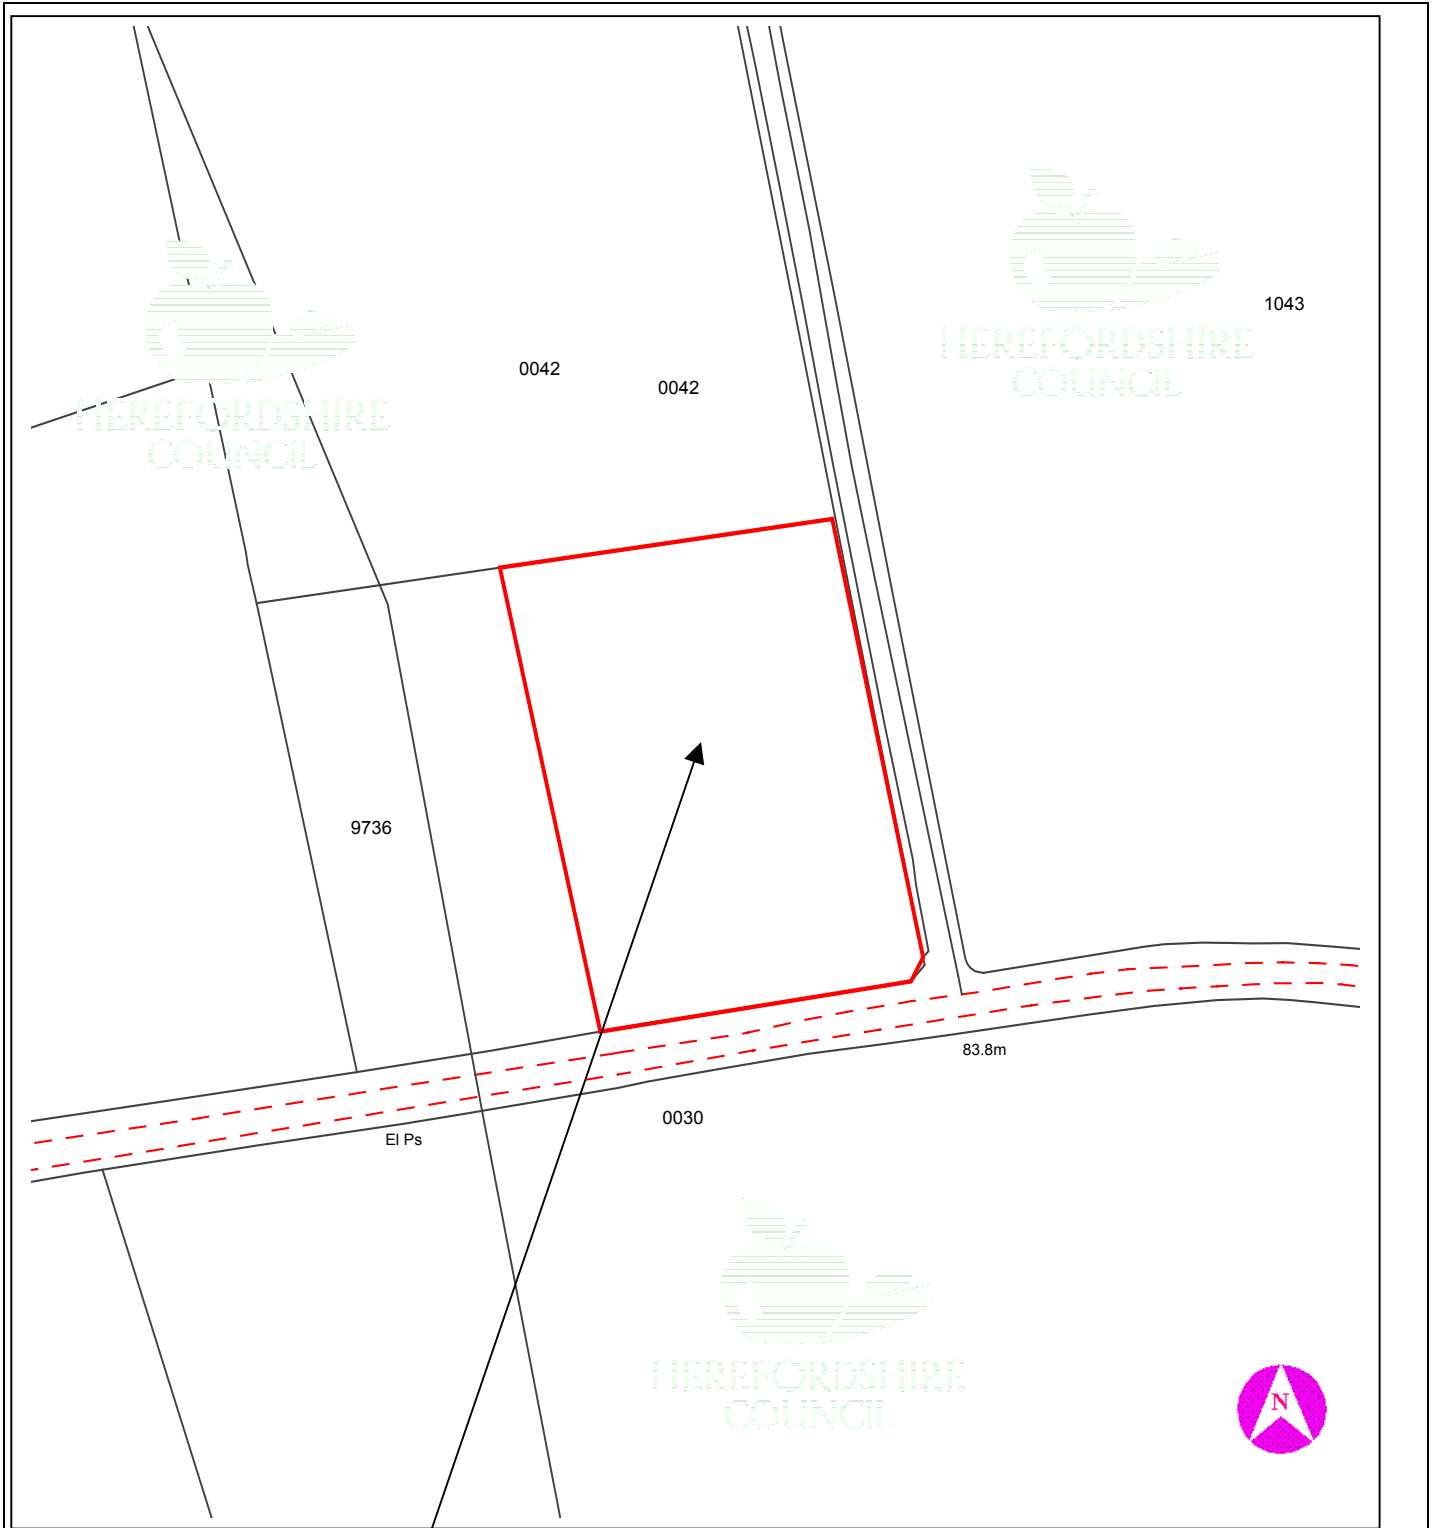 HEREFORDSHIRE
COUNCIL
1043
HEREFORDSHIRE
COUNCIL
0042
0042
9736
83.8m
0030
El Ps
HEREFORDSHIRE
COUNCIL
N